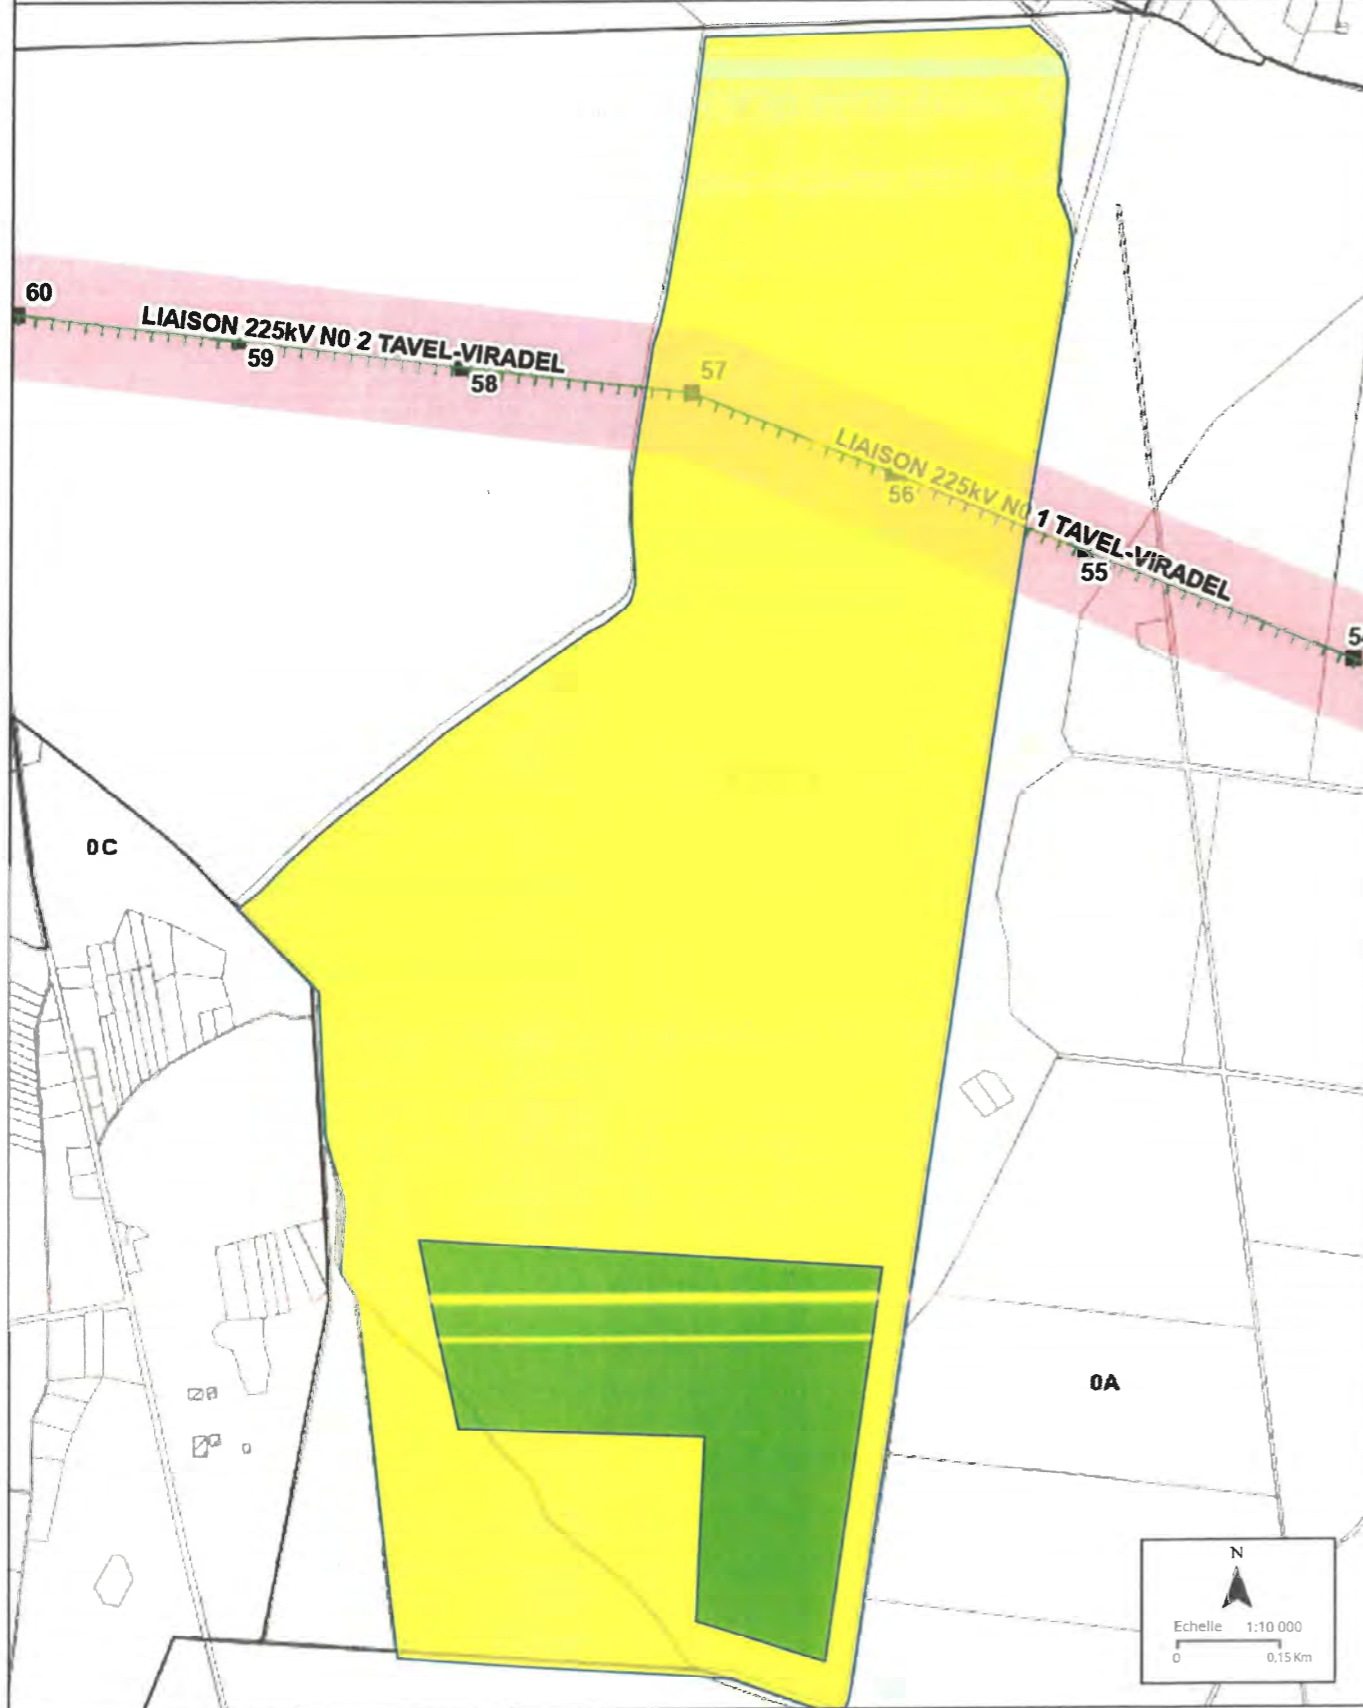 60
LIAISON 225kV N0 2 TAVEL-VIRADEL
59
58
57
LIAISON 225kV N0 1 TAVEL-VIRADEL
56
55
0C
0A
N
Echelle 1:10 000
0 0,15 Km